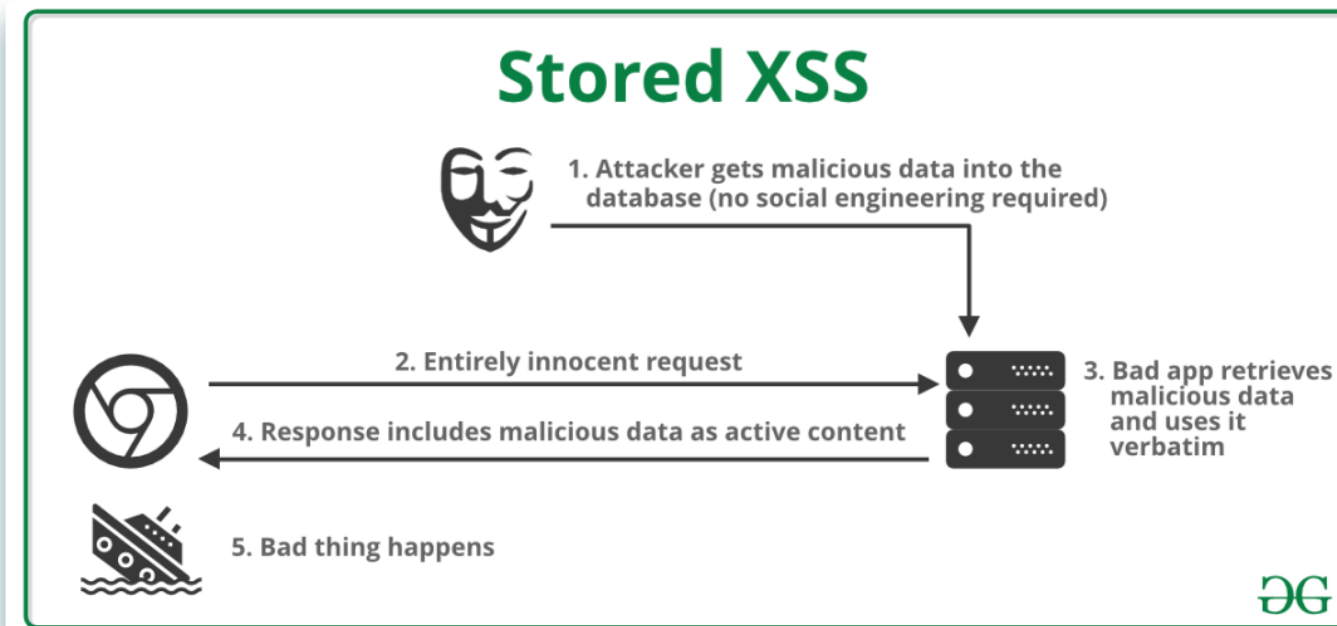 Stored XSS
1. Attacker gets malicious data into the
database (no social engineering required)
2. Entirely innocent request
3. Bad app retrieves
malicious data
and uses it
verbatim
4. Response includes malicious data as active content
5. Bad thing happens